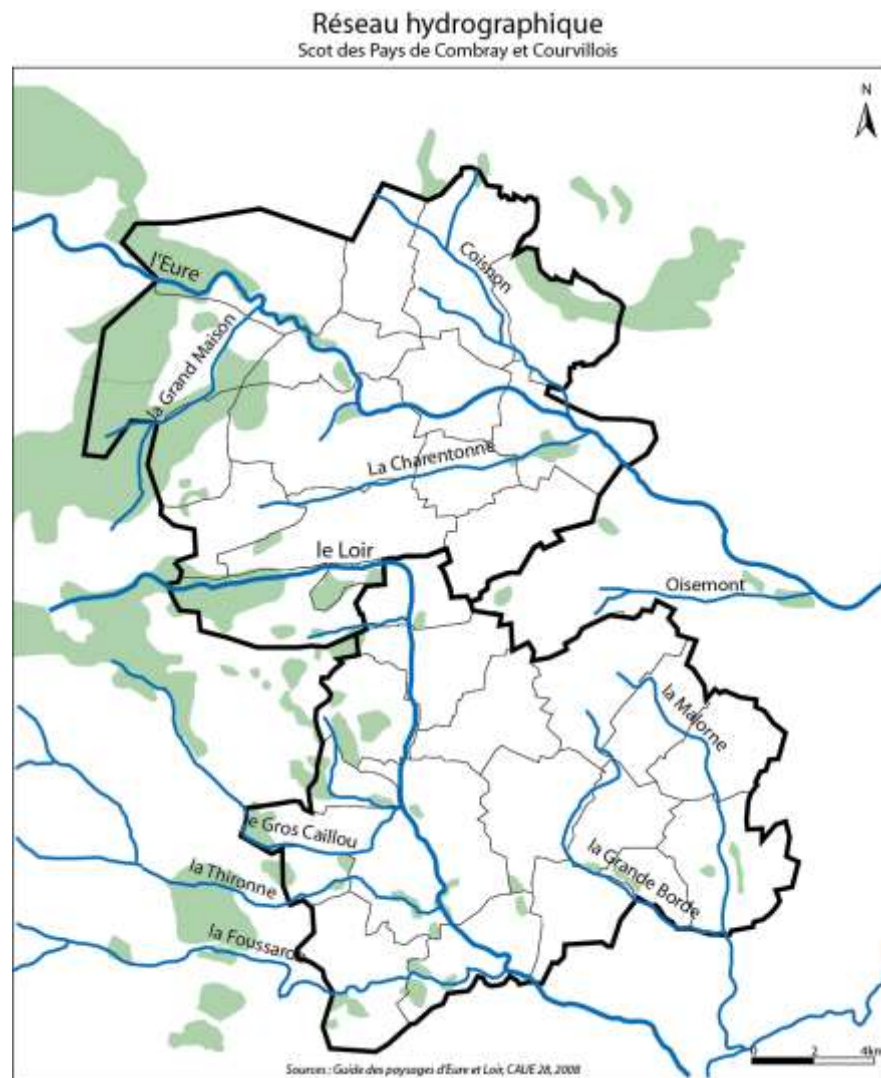 Réseau hydrographique
Scot des Pays de Combray et Courvillois
N
l'Eure
Coishon
la Grand Maison
La Charentonne
le Loir
Oisemont
la Malorne
le Gros Caillou
la Grande Borde
la Thironne
la Foussarde
0 2 4km
Sources : Guide des paysages d'Eure et Loir, CAUE 28, 2008